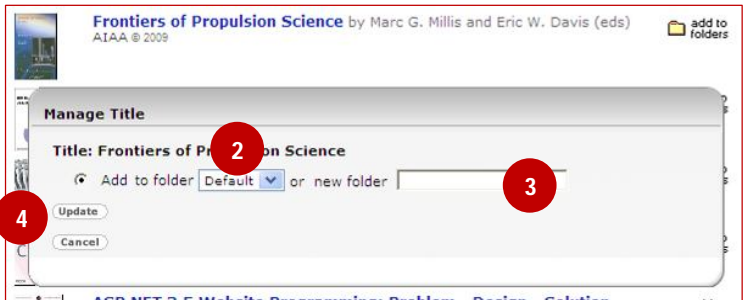 Frontiers of Propulsion Science by Marc G. Millis and Eric W. Davis (eds)
AIAA © 2009
add to
folders
Manage Title
2
Title: Frontiers of Pr on Science
Add to folder Default or new folder
3
4
Update
Cancel